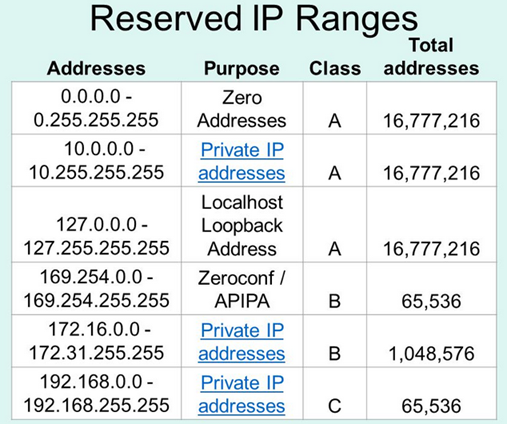 Reserved IP Ranges
Addresses Purpose Class Total addresses
0.0.0.0 - 0.255.255.255 Zero Addresses A 16,777,216
10.0.0.0 - 10.255.255.255 Private IP addresses A 16,777,216
127.0.0.0 - 127.255.255.255 Localhost Loopback Address A 16,777,216
169.254.0.0 - 169.254.255.255 Zeroconf / APIPA B 65,536
172.16.0.0 - 172.31.255.255 Private IP addresses B 1,048,576
192.168.0.0 - 192.168.255.255 Private IP addresses C 65,536